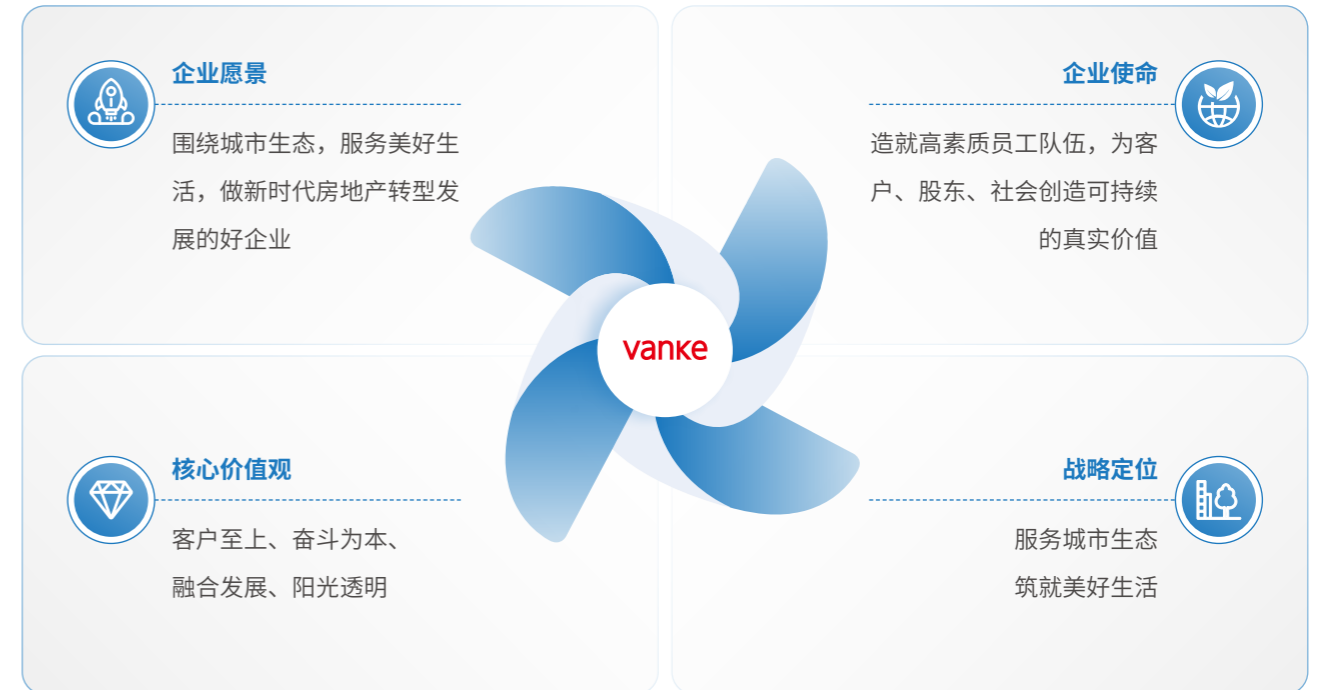 企业愿景
围绕城市生态，服务美好生
活，做新时代房地产转型发
展的好企业
企业使命
造就高素质员工队伍，为客
户、股东、社会创造可持续
的真实价值
vanke
核心价值观
客户至上、奋斗为本、
融合发展、阳光透明
战略定位
服务城市生态
筑就美好生活